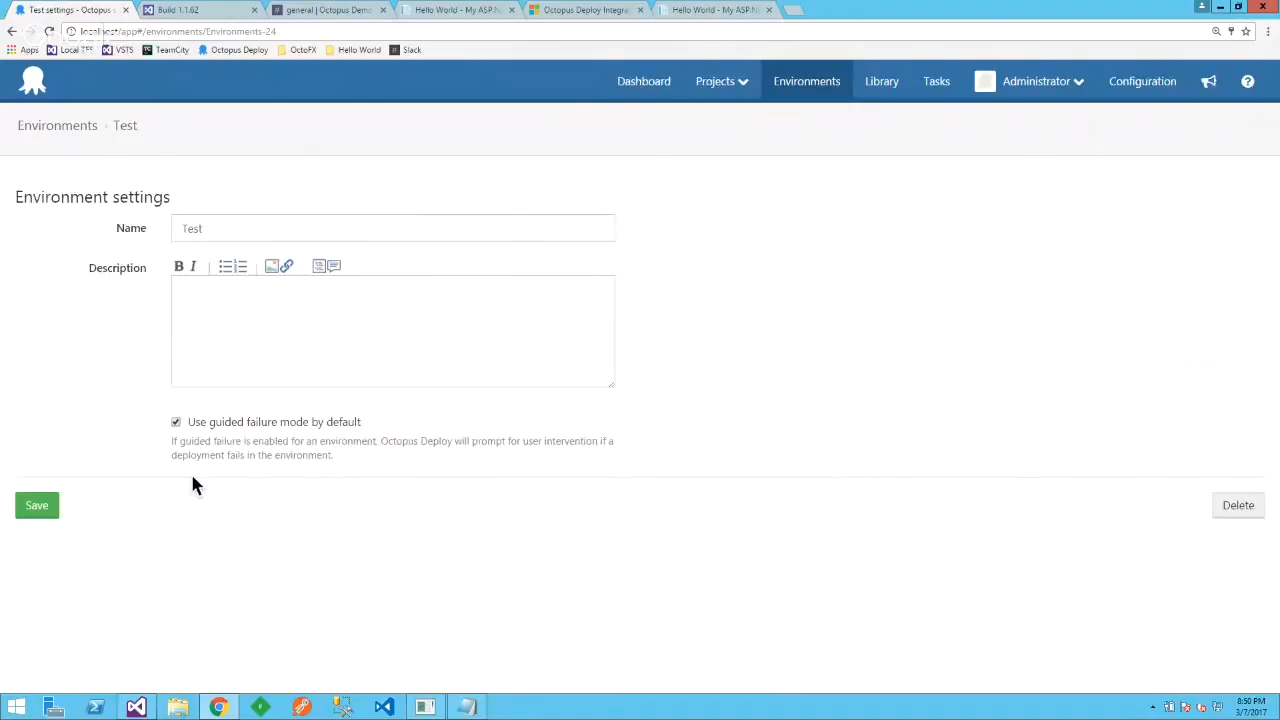 Test settings - Octopus
Build 1.1.62
general | Octopus Demo
Hello World - My ASP.N
Octopus Deploy Integra
Hello World - My ASP.N
localhost/app#/environments/Environments-24
Apps Local TFS VSTS TeamCity Octopus Deploy OctoFX Hello World Slack
Dashboard Projects Environments Library Tasks Administrator Configuration
Environments › Test
Environment settings
Name Test
Description B I
Use guided failure mode by default
If guided failure is enabled for an environment, Octopus Deploy will prompt for user intervention if a
deployment fails in the environment.
Save Delete
8:50 PM
3/7/2017